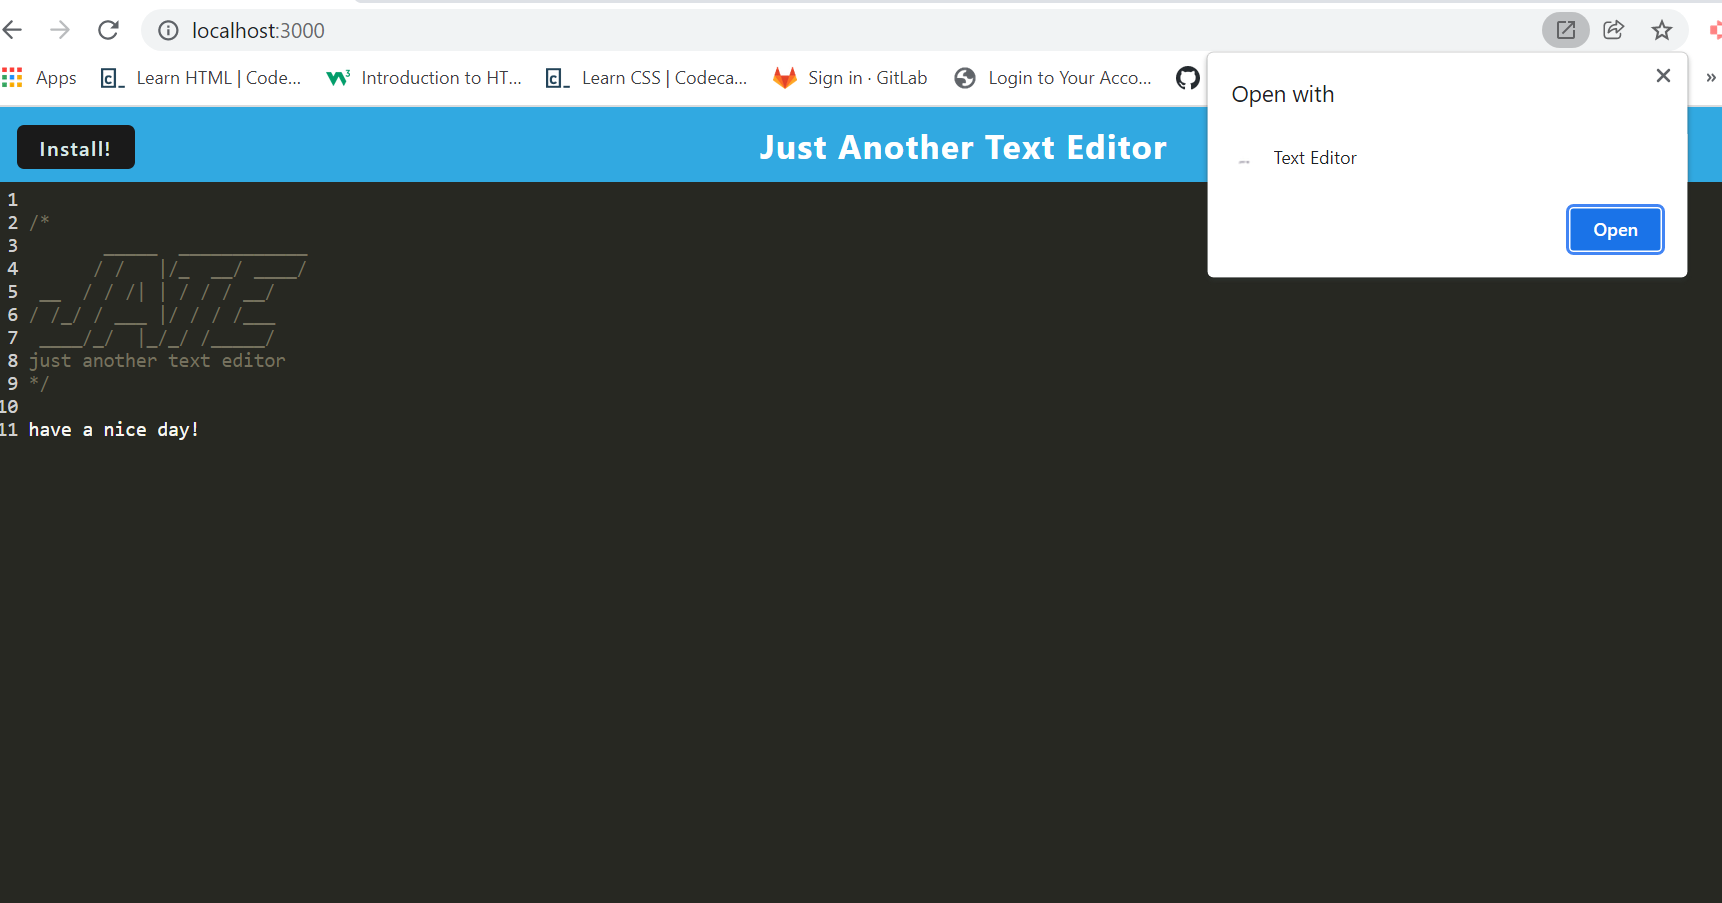 localhost:3000
Apps
Learn HTML | Code...
Introduction to HT...
Learn CSS | Codeca...
Sign in · GitLab
Login to Your Acco...
»
Open with
Text Editor
Open
Install!
Just Another Text Editor
1
2 /*
3        _____  ____________
4       / /   |/_  __/ ____/
5  __  / / /| | / / / __/
6 / /_/ / ___ |/ / / /___
7  ____/_/  |_/_/ /_____/
8 just another text editor
9 */
10
11 have a nice day!